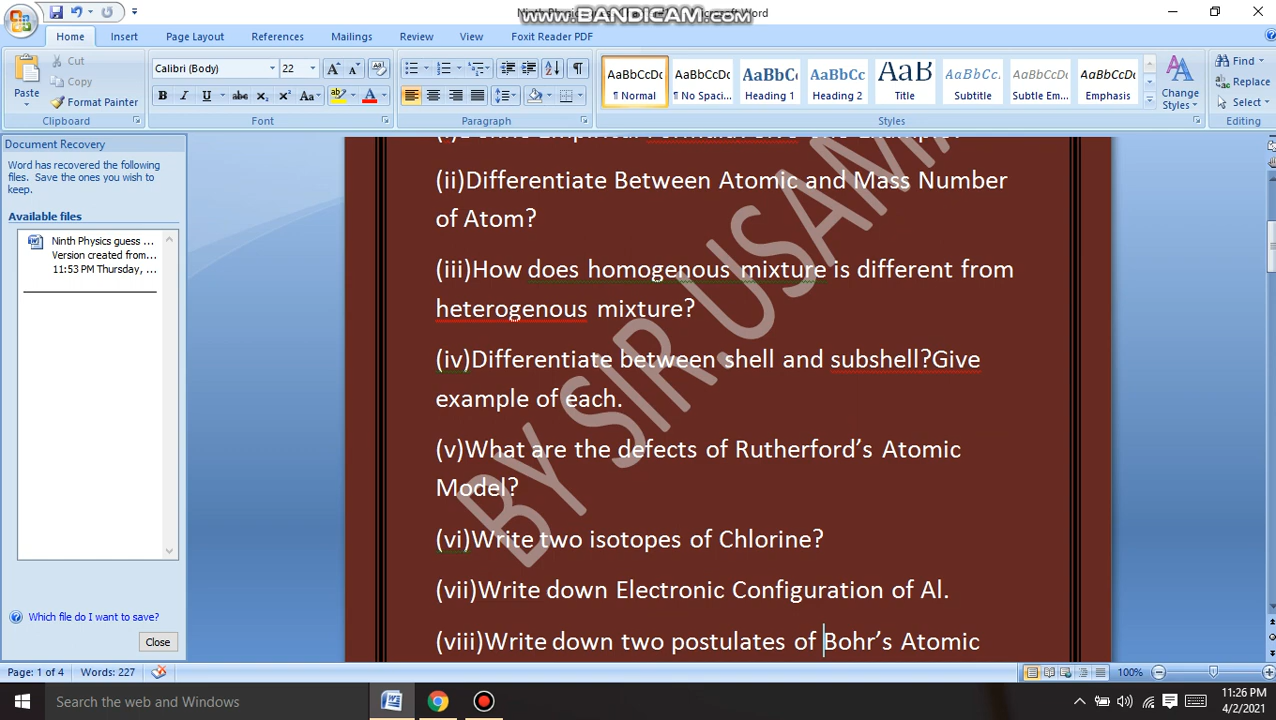 www.BANDICAM.com
Home Insert Page Layout References Mailings Review View Foxit Reader PDF
Paste
Cut
Copy
Format Painter
Clipboard
Calibri (Body) 22
Font
Paragraph
AaBbCcDc AaBbCcDc AaBbC AaBbCc AaB AaBbCc. AaBbCcDc AaBbCcDc
¶ Normal ¶ No Spaci... Heading 1 Heading 2 Title Subtitle Subtle Em... Emphasis
Change Styles
Styles
Find
Replace
Select
Editing
Document Recovery
Word has recovered the following
files. Save the ones you wish to
keep.
Available files
Ninth Physics guess ...
Version created from...
11:53 PM Thursday, ...
Which file do I want to save?
Close
(ii)Differentiate Between Atomic and Mass Number
of Atom?
(iii)How does homogenous mixture is different from
heterogenous mixture?
(iv)Differentiate between shell and subshell?Give
example of each.
(v)What are the defects of Rutherford’s Atomic
Model?
(vi)Write two isotopes of Chlorine?
(vii)Write down Electronic Configuration of Al.
(viii)Write down two postulates of Bohr’s Atomic
BY SIR.USAM
Page: 1 of 4 Words: 227 100%
Search the web and Windows
11:26 PM
4/2/2021